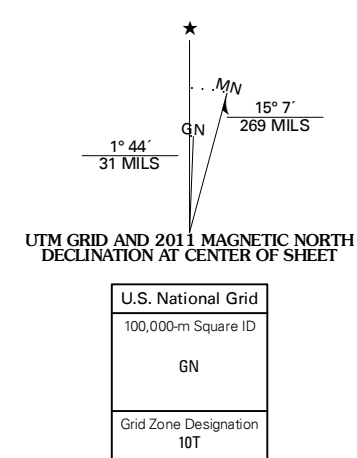 ★
MN
15° 7´
269 MILS
GN
1° 44´
31 MILS
UTM GRID AND 2011 MAGNETIC NORTH
DECLINATION AT CENTER OF SHEET
U.S. National Grid
100,000-m Square ID
GN
Grid Zone Designation
10T